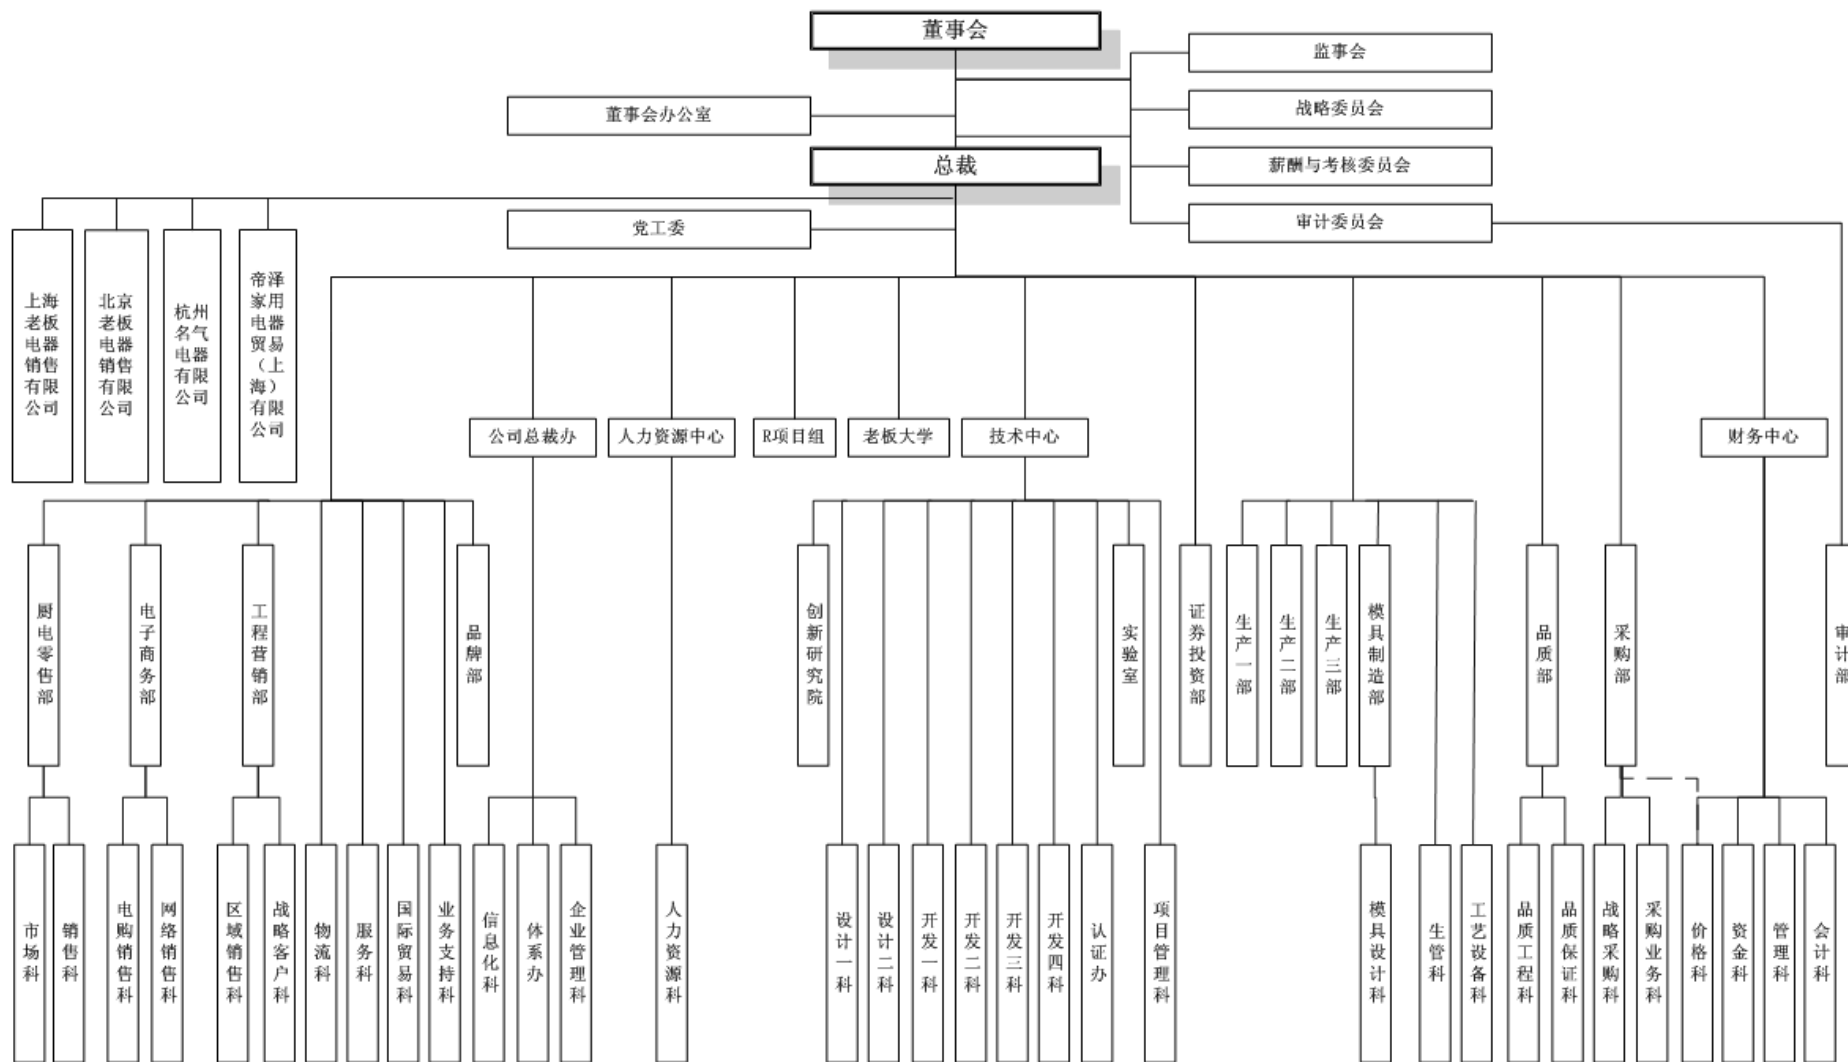 董事会
监事会
董事会办公室
战略委员会
总裁
薪酬与考核委员会
党工委
审计委员会
上海
老板
电器
销售
有限
公司
北京
老板
电器
销售
有限
公司
杭州
名气
电器
有限
公司
帝泽
家用
电器
贸易
（上
海）
有限
公司
公司总裁办
人力资源中心
R项目组
老板大学
技术中心
财务中心
厨电零售部
电子商务部
工程营销部
品牌部
创新研究院
实验室
证券投资部
生产一部
生产二部
生产三部
模具制造部
品质部
采购部
审计部
市场科
销售科
电购销售科
网络销售科
区域销售科
战略客户科
物流科
服务科
国际贸易科
业务支持科
信息化科
体系办
企业管理科
人力资源科
设计一科
设计二科
开发一科
开发二科
开发三科
开发四科
认证办
项目管理科
模具设计科
生管科
工艺设备科
品质工程科
品质保证科
战略采购科
采购业务科
价格科
资金科
管理科
会计科